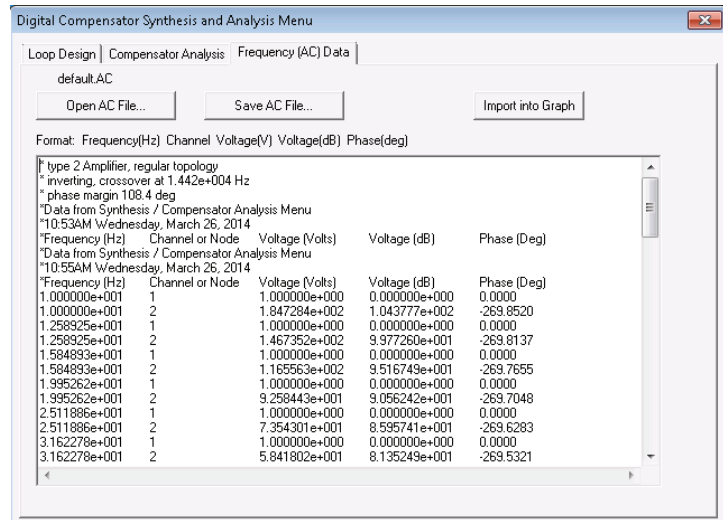 Digital Compensator Synthesis and Analysis Menu
Loop Design Compensator Analysis Frequency (AC) Data
default.AC
Open AC File... Save AC File... Import into Graph
Format: Frequency(Hz) Channel Voltage(V) Voltage(dB) Phase(deg)
* type 2 Amplifier, regular topology
* inverting, crossover at 1.442e+004 Hz
* phase margin 108.4 deg
*Data from Synthesis / Compensator Analysis Menu
*10:53AM Wednesday, March 26, 2014
*Frequency (Hz) Channel or Node Voltage (Volts) Voltage (dB) Phase (Deg)
*Data from Synthesis / Compensator Analysis Menu
*10:55AM Wednesday, March 26, 2014
*Frequency (Hz) Channel or Node Voltage (Volts) Voltage (dB) Phase (Deg)
1.000000e+001 1 1.000000e+000 0.000000e+000 0.0000
1.000000e+001 2 1.847284e+002 1.043777e+002 -269.8520
1.258925e+001 1 1.000000e+000 0.000000e+000 0.0000
1.258925e+001 2 1.467352e+002 9.977260e+001 -269.8137
1.584893e+001 1 1.000000e+000 0.000000e+000 0.0000
1.584893e+001 2 1.165563e+002 9.516749e+001 -269.7655
1.995262e+001 1 1.000000e+000 0.000000e+000 0.0000
1.995262e+001 2 9.258443e+001 9.056242e+001 -269.7048
2.511886e+001 1 1.000000e+000 0.000000e+000 0.0000
2.511886e+001 2 7.354301e+001 8.595741e+001 -269.6283
3.162278e+001 1 1.000000e+000 0.000000e+000 0.0000
3.162278e+001 2 5.841802e+001 8.135249e+001 -269.5321